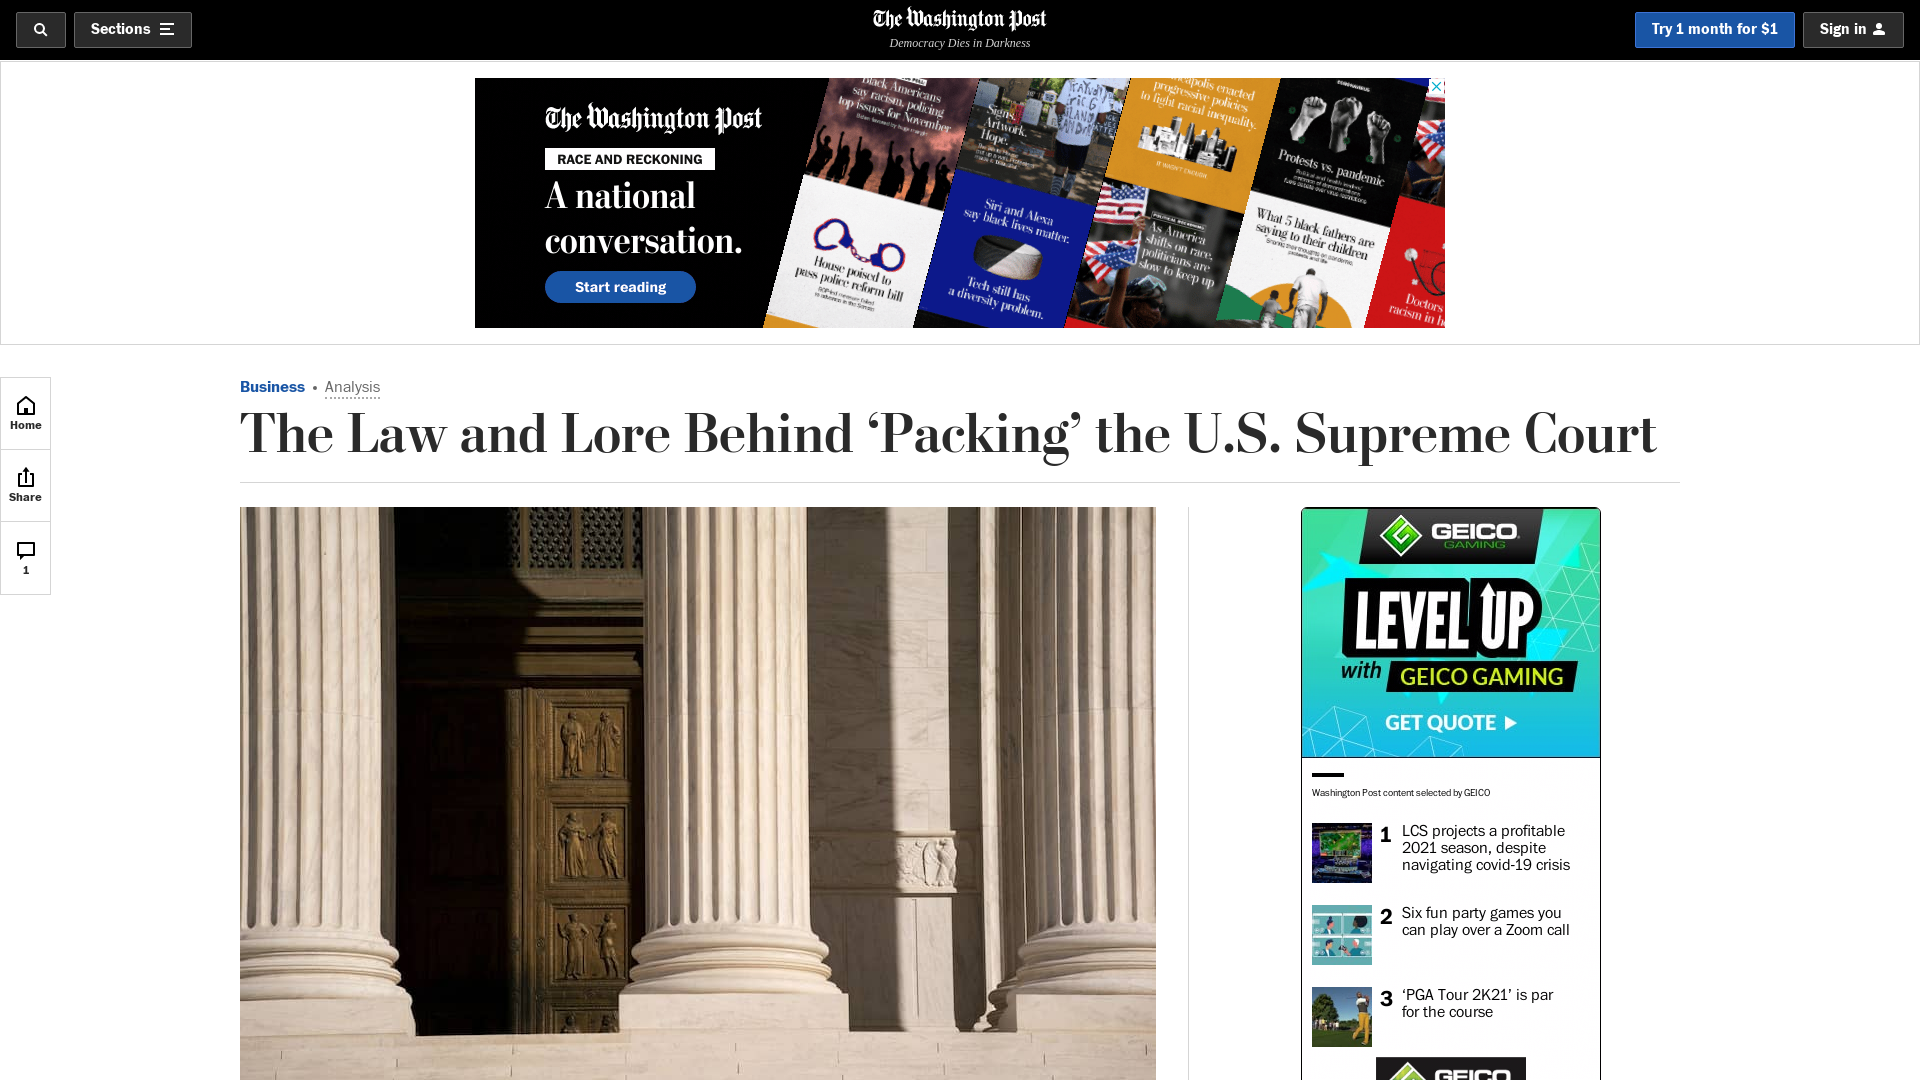 Sections
The Washington Post
Democracy Dies in Darkness
Try 1 month for $1
Sign in
The Washington Post
RACE AND RECKONING
A national
conversation.
Start reading
Black Americans
say racism, policing
top issues for November
Signs.
Artwork.
Hope.
progressive policies
to fight racial inequality.
IT WASN'T ENOUGH.
CORONAVIRUS
Protests vs. pandemic
House poised to
pass police reform bill
Siri and Alexa
say black lives matter.
Tech still has
a diversity problem.
As America
shifts on race,
politicians are
slow to keep up
What 5 black fathers are
saying to their children
Doctors
racism in
Home
Share
1
Business • Analysis
The Law and Lore Behind ‘Packing’ the U.S. Supreme Court
GEICO
GAMING
LEVEL UP
with GEICO GAMING
GET QUOTE
Washington Post content selected by GEICO
1 LCS projects a profitable
2021 season, despite
navigating covid-19 crisis
2 Six fun party games you
can play over a Zoom call
3 ‘PGA Tour 2K21’ is par
for the course
GEICO